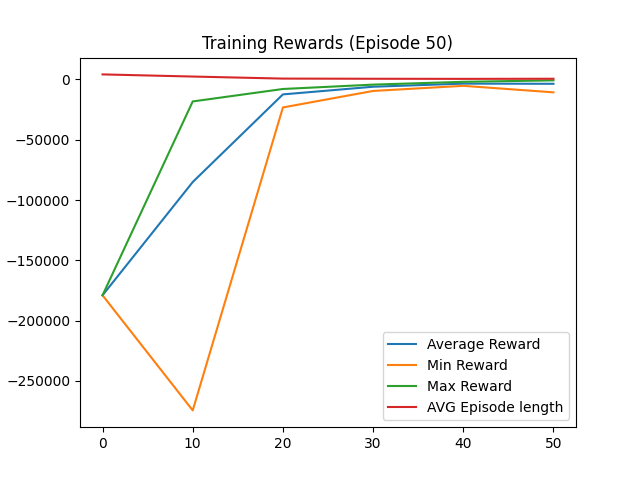 Training Rewards (Episode 50)
0
−50000
−100000
−150000
−200000
−250000
Average Reward
Min Reward
Max Reward
AVG Episode length
0 10 20 30 40 50